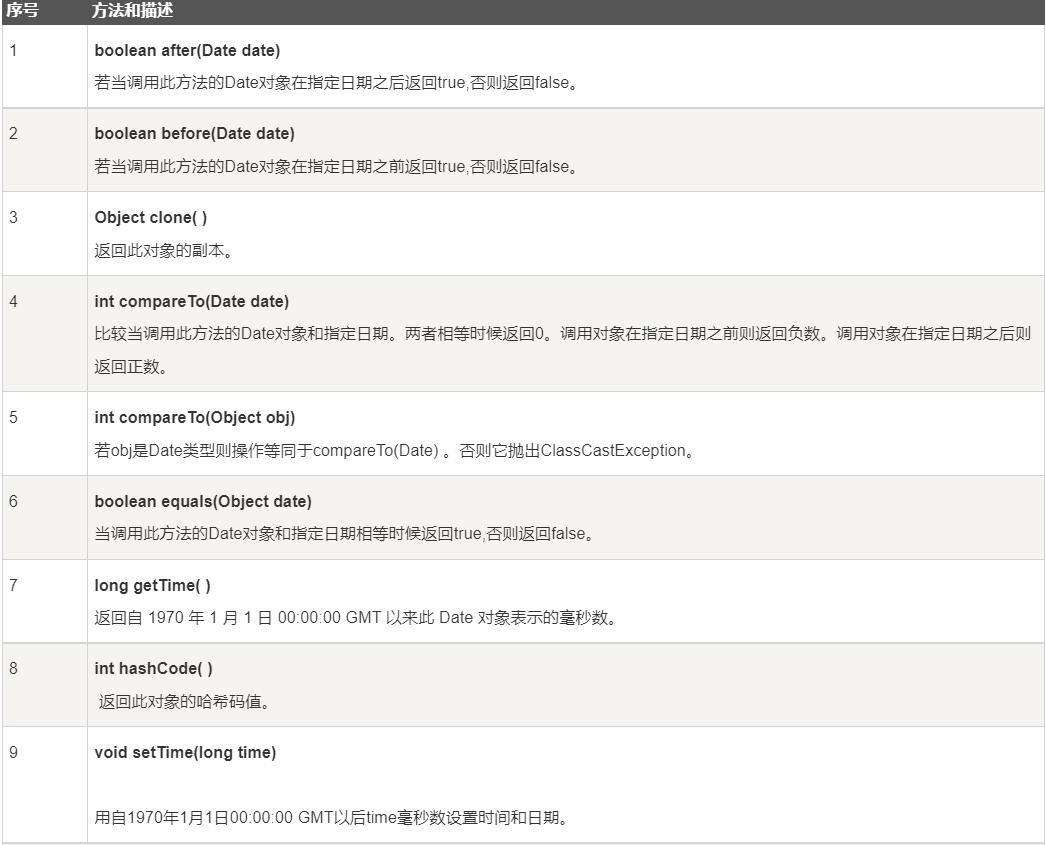 序号 方法和描述
1 boolean after(Date date)
若当调用此方法的Date对象在指定日期之后返回true,否则返回false。
2 boolean before(Date date)
若当调用此方法的Date对象在指定日期之前返回true,否则返回false。
3 Object clone( )
返回此对象的副本。
4 int compareTo(Date date)
比较当调用此方法的Date对象和指定日期。两者相等时候返回0。调用对象在指定日期之前则返回负数。调用对象在指定日期之后则
返回正数。
5 int compareTo(Object obj)
若obj是Date类型则操作等同于compareTo(Date) 。否则它抛出ClassCastException。
6 boolean equals(Object date)
当调用此方法的Date对象和指定日期相等时候返回true,否则返回false。
7 long getTime( )
返回自 1970 年 1 月 1 日 00:00:00 GMT 以来此 Date 对象表示的毫秒数。
8 int hashCode( )
返回此对象的哈希码值。
9 void setTime(long time)
用自1970年1月1日00:00:00 GMT以后time毫秒数设置时间和日期。